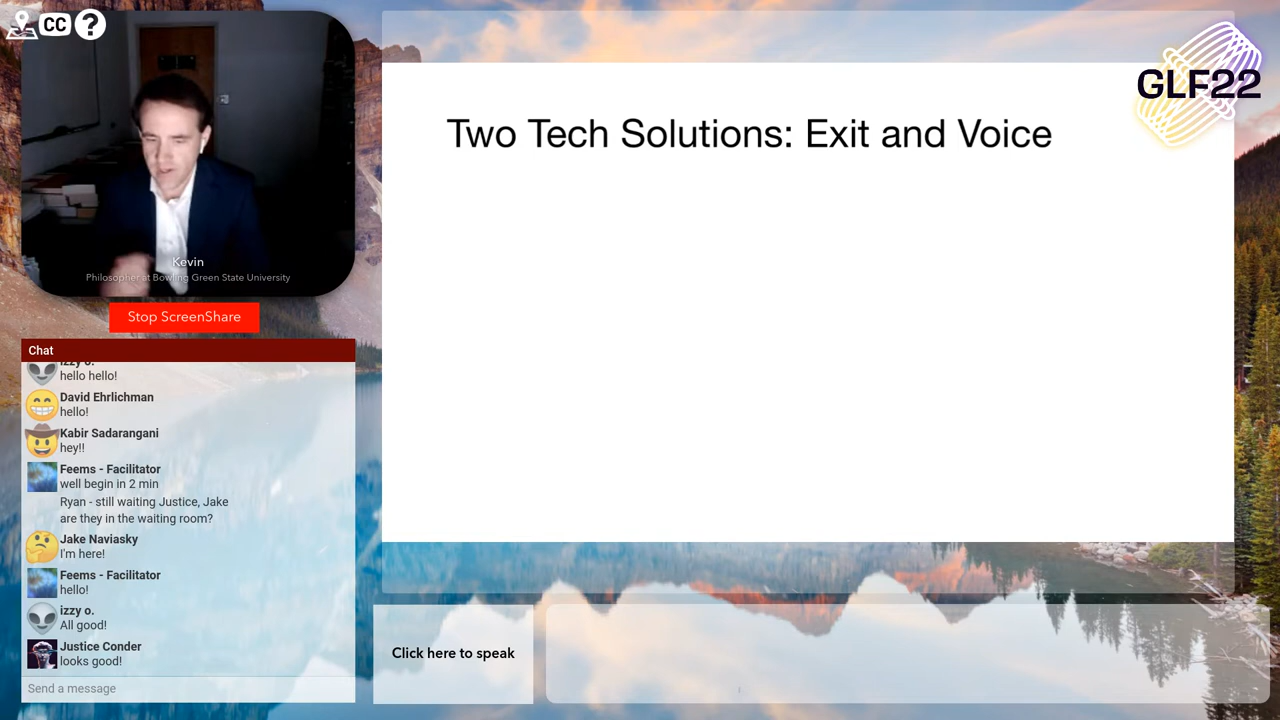 CC
?
GLF22
Two Tech Solutions: Exit and Voice
Kevin
Philosopher at Bowling Green State University
Stop ScreenShare
Chat
izzy o.
hello hello!
David Ehrlichman
hello!
Kabir Sadarangani
hey!!
Feems - Facilitator
well begin in 2 min
Ryan - still waiting Justice, Jake
are they in the waiting room?
Jake Naviasky
I'm here!
Feems - Facilitator
hello!
izzy o.
All good!
Justice Conder
looks good!
Send a message
Click here to speak